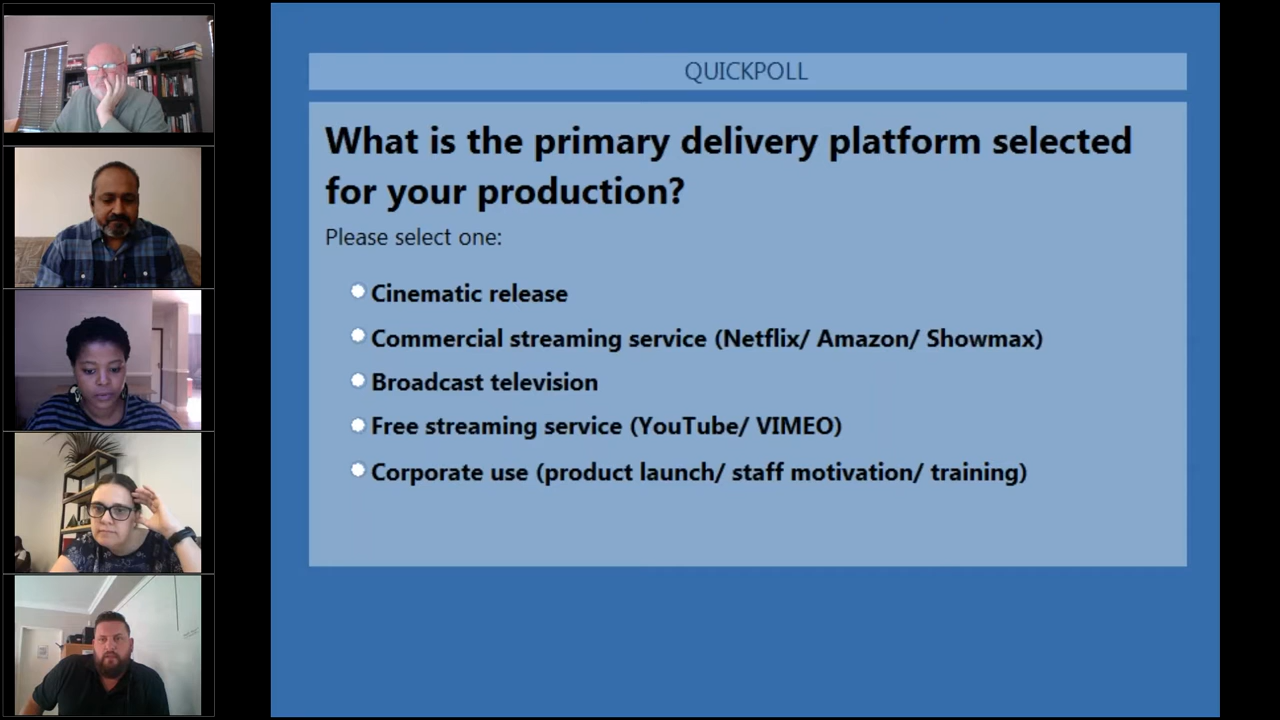 QUICKPOLL
What is the primary delivery platform selected
for your production?
Please select one:
Cinematic release
Commercial streaming service (Netflix/ Amazon/ Showmax)
Broadcast television
Free streaming service (YouTube/ VIMEO)
Corporate use (product launch/ staff motivation/ training)